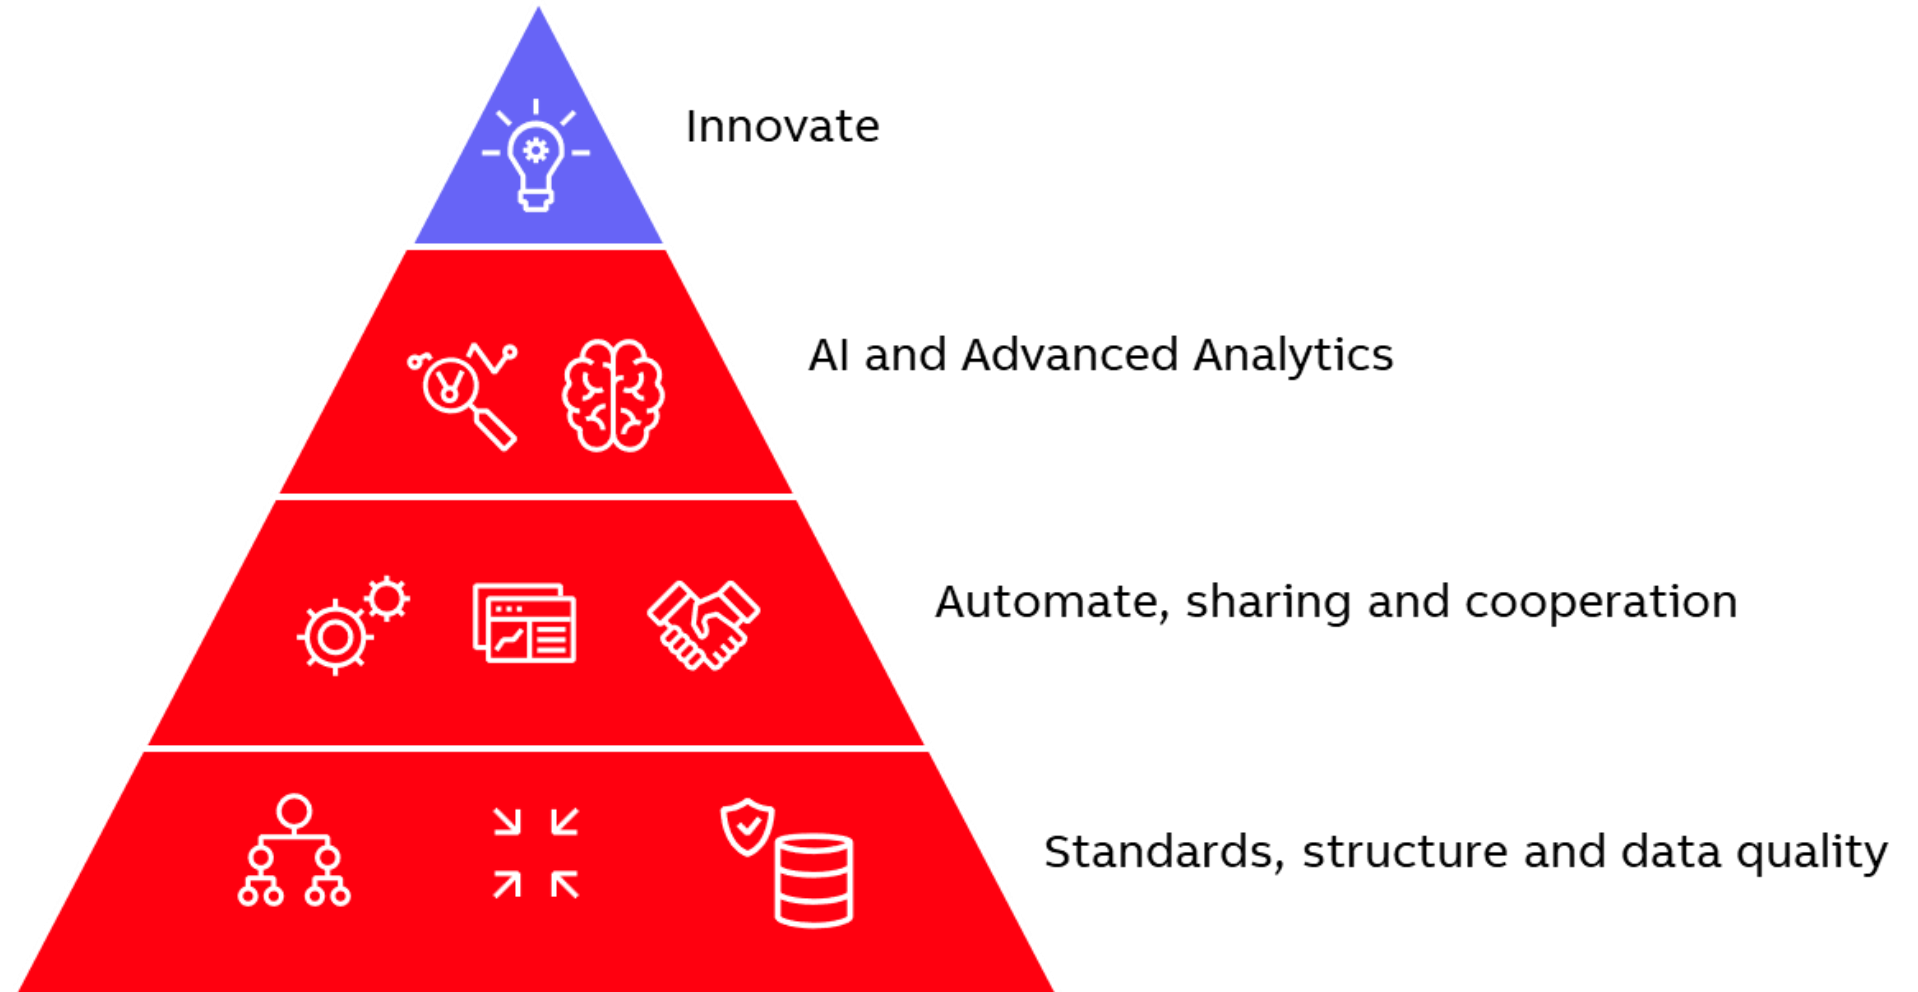 Innovate
AI and Advanced Analytics
Automate, sharing and cooperation
Standards, structure and data quality